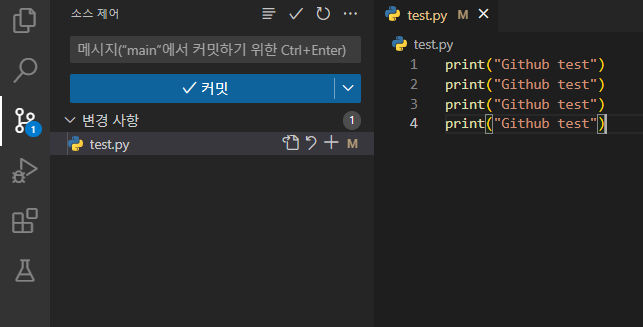 소스 제어
메시지("main"에서 커밋하기 위한 Ctrl+Enter)
커밋
변경 사항 1
test.py M
1
test.py M
test.py
1 print("Github test")
2 print("Github test")
3 print("Github test")
4 print("Github test")